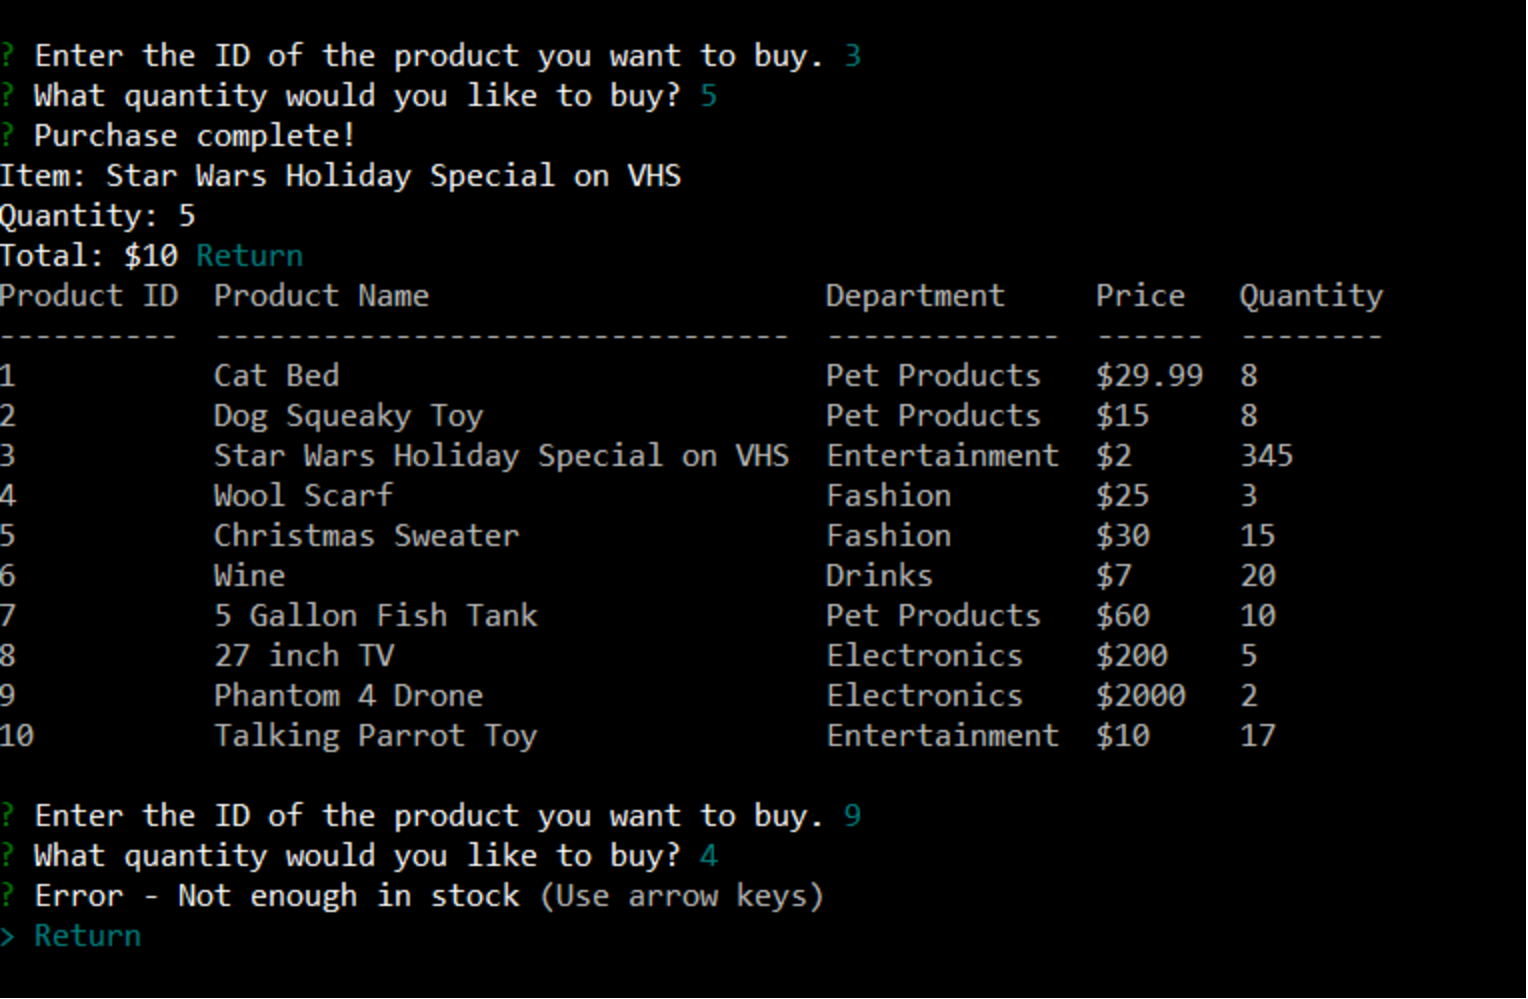 ? Enter the ID of the product you want to buy. 3
? What quantity would you like to buy? 5
? Purchase complete!
Item: Star Wars Holiday Special on VHS
Quantity: 5
Total: $10 Return
Product ID  Product Name                      Department     Price   Quantity
----------  --------------------------------  -------------  ------  --------
1           Cat Bed                           Pet Products   $29.99  8
2           Dog Squeaky Toy                   Pet Products   $15     8
3           Star Wars Holiday Special on VHS  Entertainment  $2      345
4           Wool Scarf                        Fashion        $25     3
5           Christmas Sweater                 Fashion        $30     15
6           Wine                              Drinks         $7      20
7           5 Gallon Fish Tank                Pet Products   $60     10
8           27 inch TV                        Electronics    $200    5
9           Phantom 4 Drone                   Electronics    $2000   2
10          Talking Parrot Toy                Entertainment  $10     17
? Enter the ID of the product you want to buy. 9
? What quantity would you like to buy? 4
? Error - Not enough in stock (Use arrow keys)
> Return